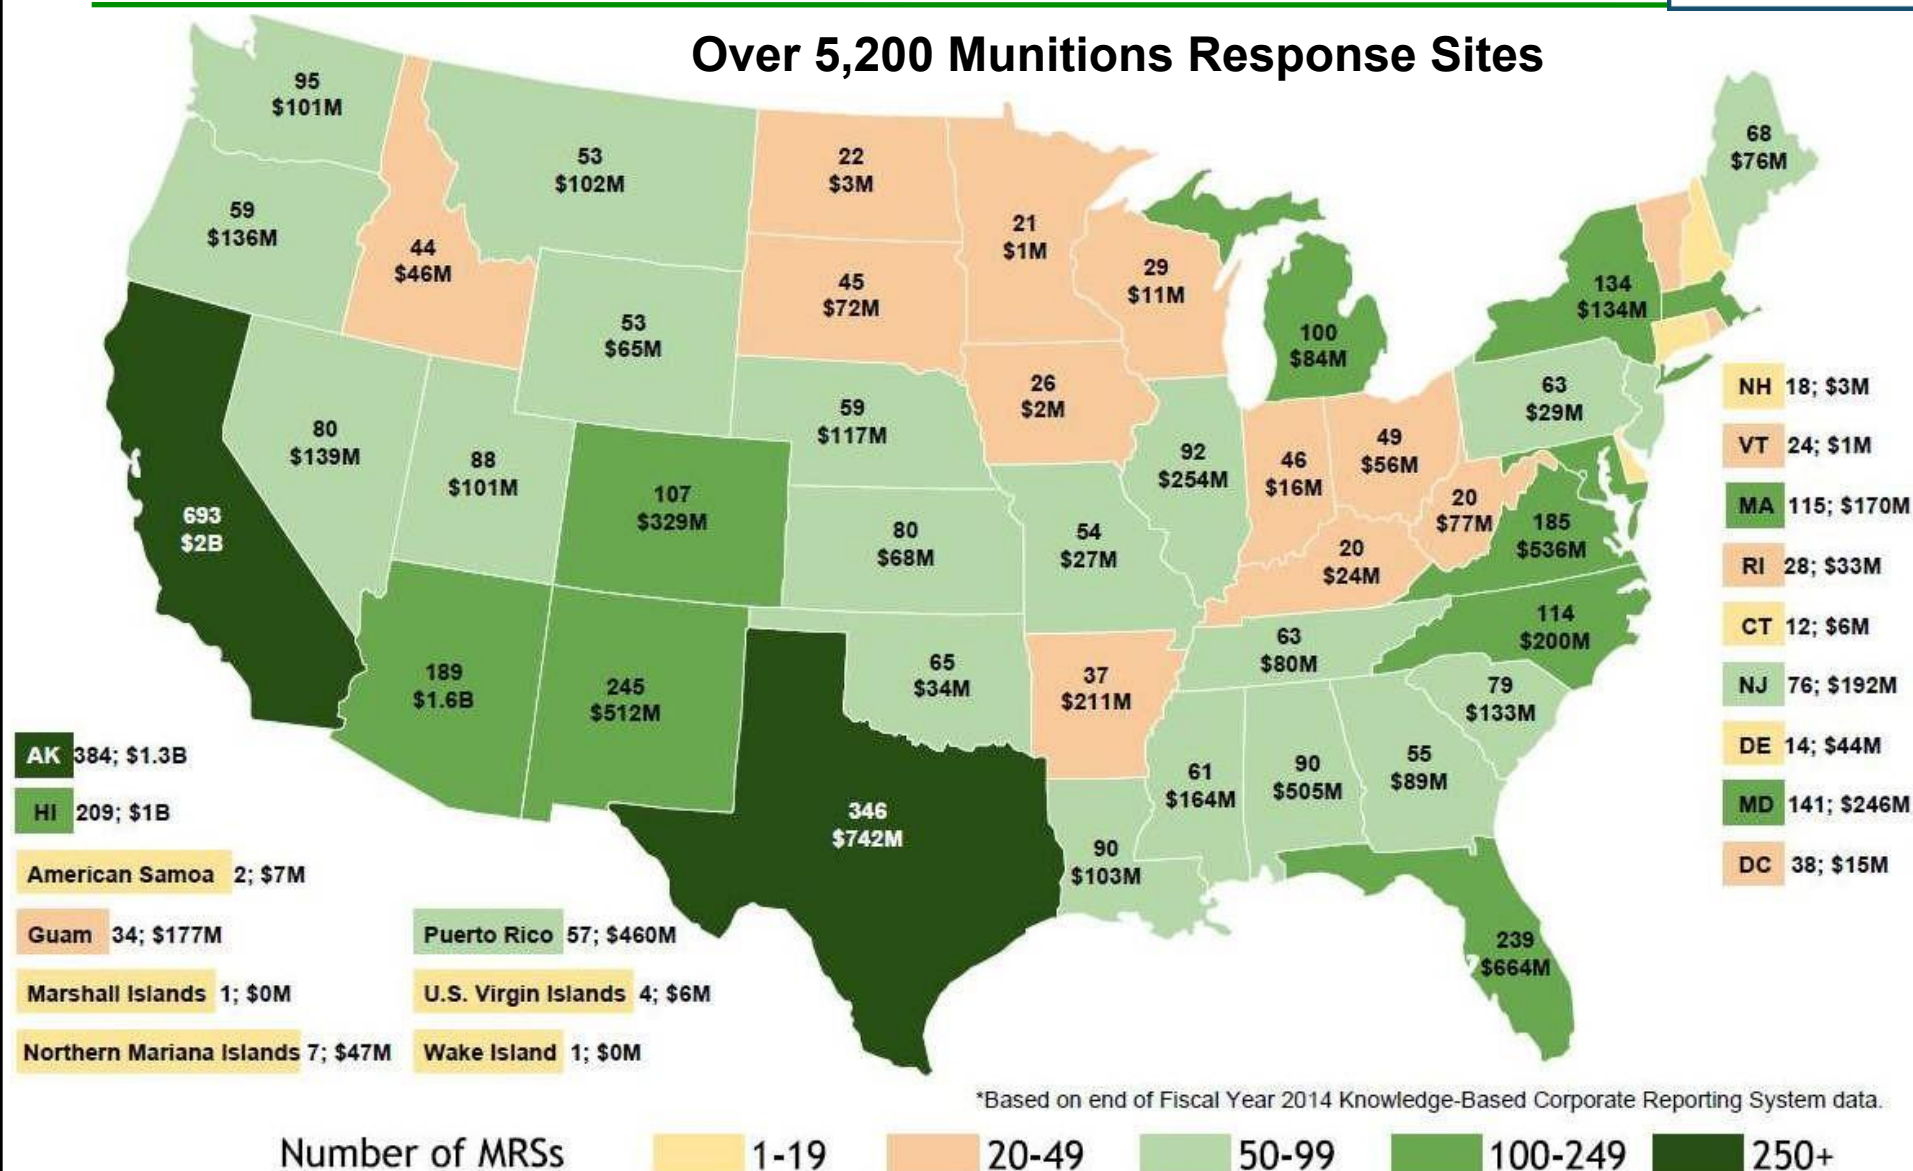 Over 5,200 Munitions Response Sites
95
$101M
59
$136M
44
$46M
53
$102M
22
$3M
21
$1M
45
$72M
29
$11M
53
$65M
100
$84M
134
$134M
68
$76M
693
$2B
80
$139M
88
$101M
107
$329M
59
$117M
26
$2M
80
$68M
54
$27M
92
$254M
46
$16M
49
$56M
63
$29M
20
$77M
185
$536M
20
$24M
114
$200M
63
$80M
189
$1.6B
245
$512M
65
$34M
37
$211M
79
$133M
346
$742M
90
$103M
61
$164M
90
$505M
55
$89M
239
$664M
NH 18; $3M
VT 24; $1M
MA 115; $170M
RI 28; $33M
CT 12; $6M
NJ 76; $192M
DE 14; $44M
MD 141; $246M
DC 38; $15M
AK 384; $1.3B
HI 209; $1B
American Samoa 2; $7M
Guam 34; $177M
Marshall Islands 1; $0M
Northern Mariana Islands 7; $47M
Puerto Rico 57; $460M
U.S. Virgin Islands 4; $6M
Wake Island 1; $0M
*Based on end of Fiscal Year 2014 Knowledge-Based Corporate Reporting System data.
Number of MRSs 1-19 20-49 50-99 100-249 250+